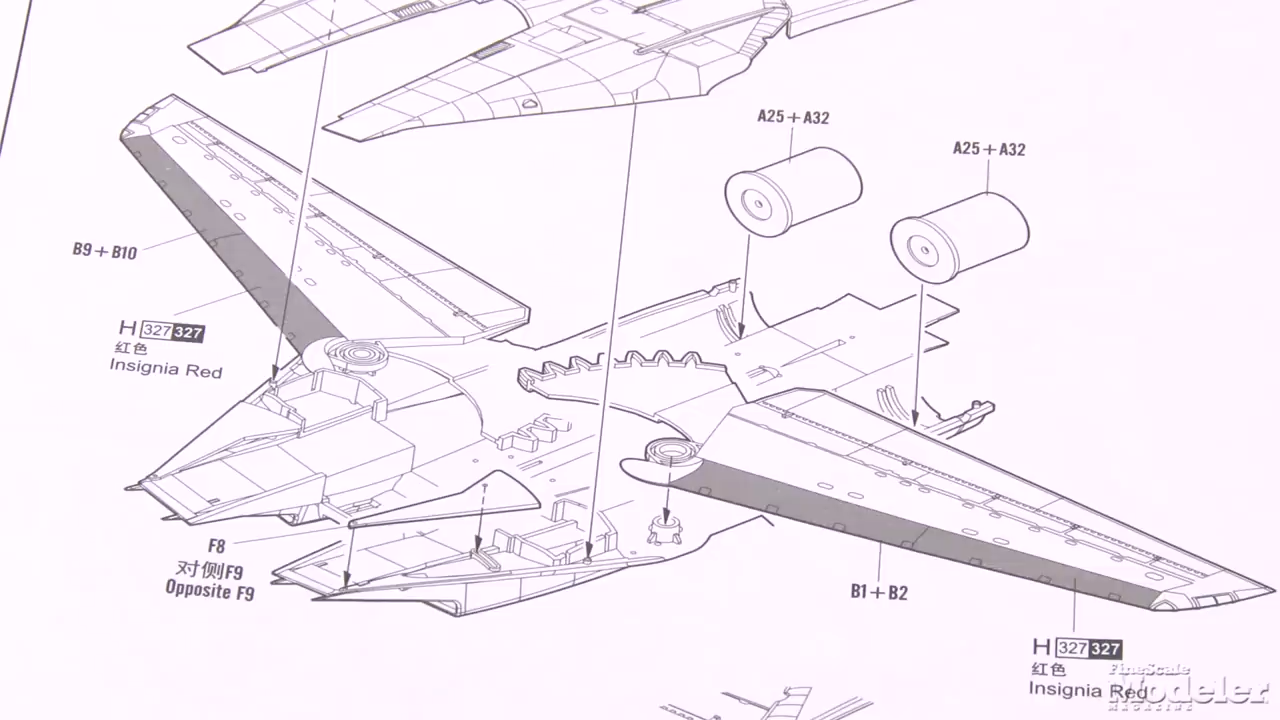 A25+A32
A25+A32
B9+B10
H 327 327
红色
Insignia Red
F8
对侧F9
Opposite F9
B1+B2
H 327 327
红色
Insignia Red
FineScale
Modeler
MAGAZINE